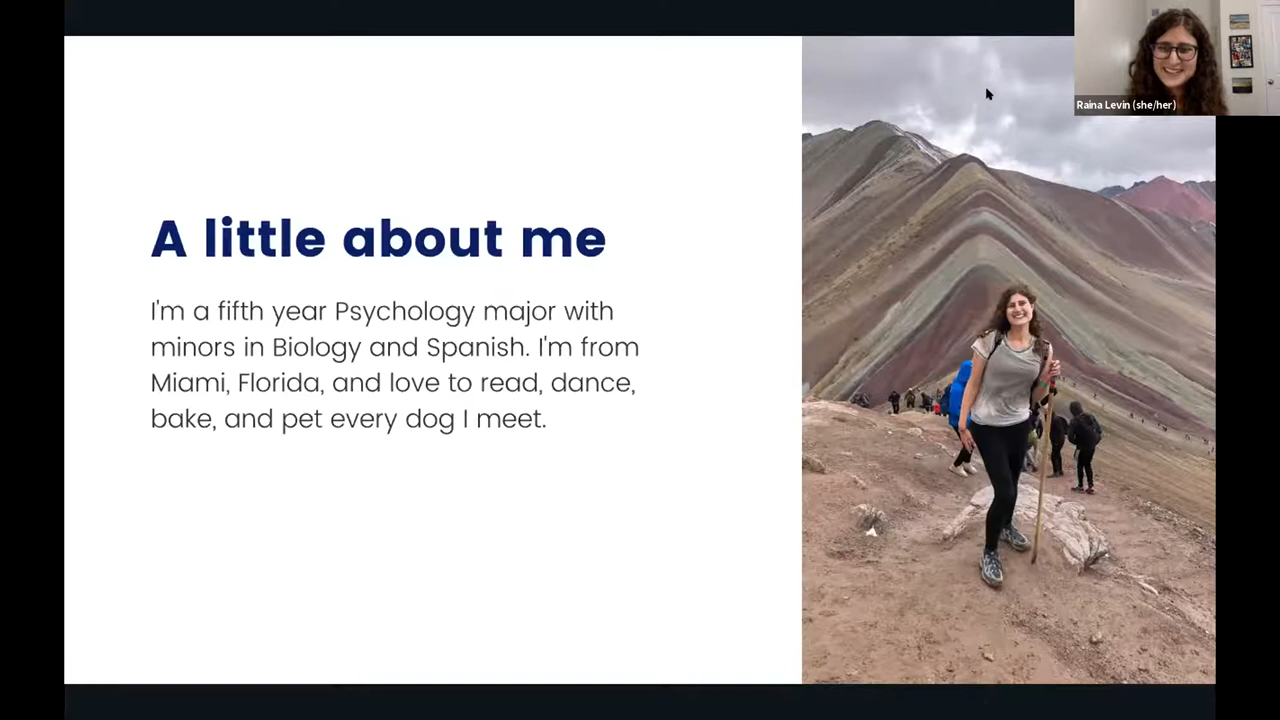 Raina Levin (she/her)
A little about me
I'm a fifth year Psychology major with
minors in Biology and Spanish. I'm from
Miami, Florida, and love to read, dance,
bake, and pet every dog I meet.